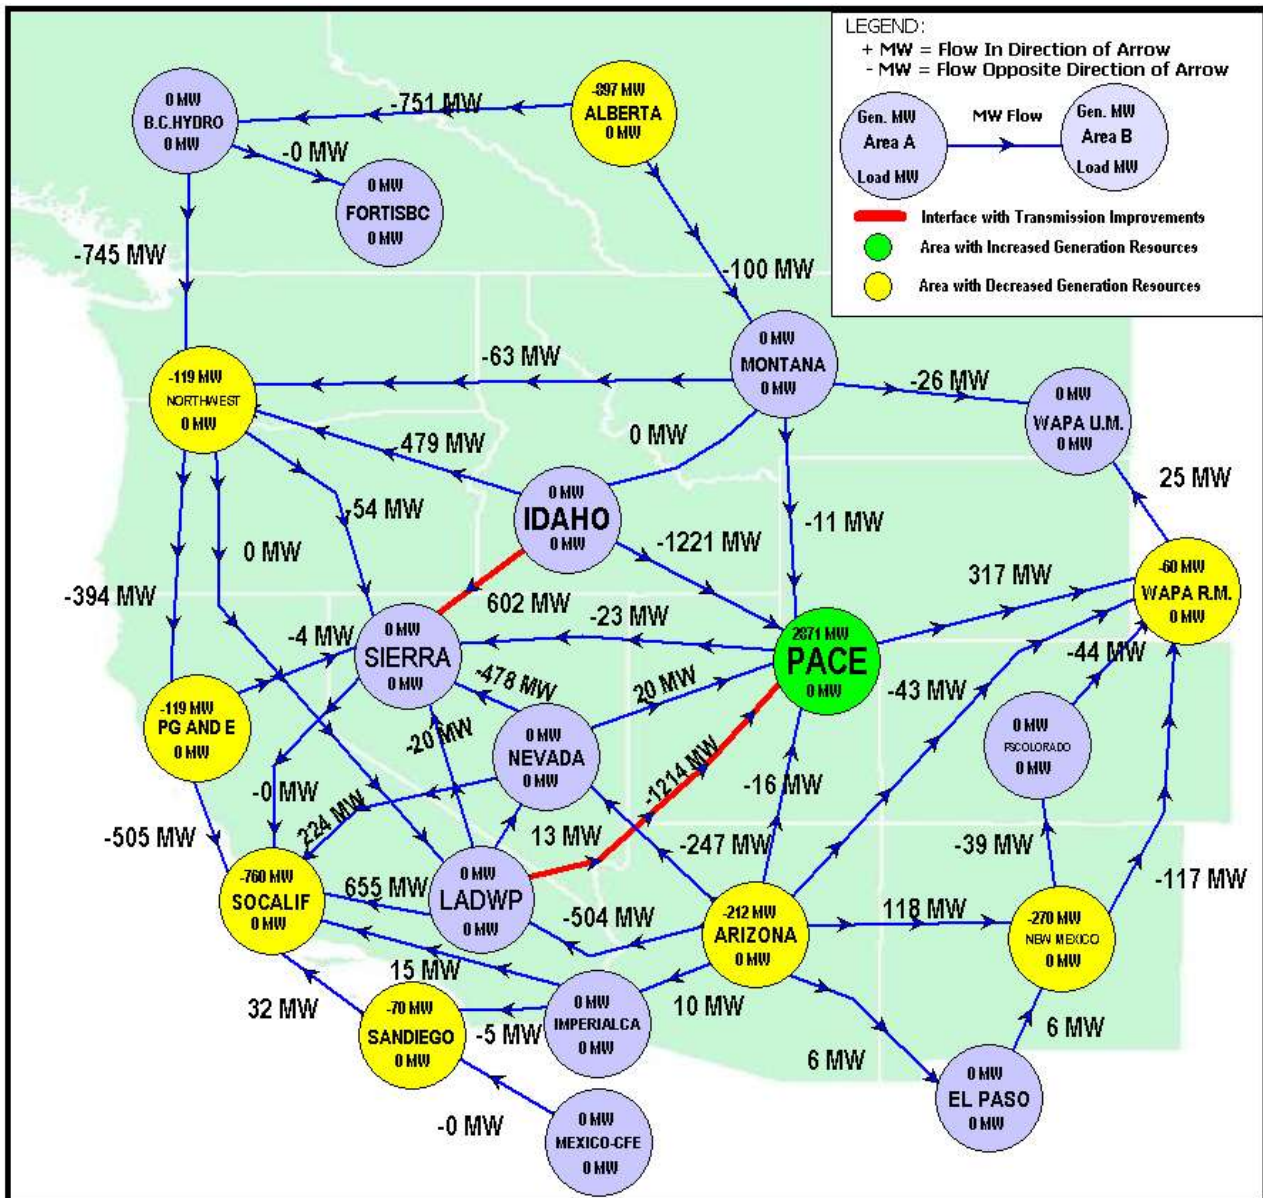 LEGEND:
+ MW = Flow In Direction of Arrow
- MW = Flow Opposite Direction of Arrow
Gen. MW
Area A
Load MW
MW Flow
Gen. MW
Area B
Load MW
Interface with Transmission Improvements
Area with Increased Generation Resources
Area with Decreased Generation Resources
0 MW
B.C.HYDRO
0 MW
-751 MW
-897 MW
ALBERTA
0 MW
-0 MW
0 MW
FORTISBC
0 MW
-745 MW
-100 MW
0 MW
MONTANA
0 MW
-63 MW
-26 MW
0 MW
WAPA U.M.
0 MW
-119 MW
NORTHWEST
0 MW
479 MW
0 MW
25 MW
0 MW
IDAHO
0 MW
-54 MW
0 MW
-1221 MW
-11 MW
317 MW
-60 MW
WAPA R.M.
0 MW
-394 MW
602 MW
-4 MW
-23 MW
0 MW
SIERRA
0 MW
2871 MW
PACE
0 MW
-44 MW
-478 MW
20 MW
-43 MW
-119 MW
PG AND E
0 MW
-20 MW
0 MW
NEVADA
0 MW
-1214 MW
-16 MW
0 MW
PSCOLORADO
0 MW
-0 MW
224 MW
13 MW
-247 MW
-39 MW
-117 MW
-505 MW
-760 MW
SOCALIF
0 MW
655 MW
0 MW
LADWP
0 MW
-504 MW
-212 MW
ARIZONA
0 MW
118 MW
-270 MW
NEW MEXICO
0 MW
15 MW
32 MW
-70 MW
SANDIEGO
0 MW
-5 MW
0 MW
IMPERIALCA
0 MW
10 MW
6 MW
6 MW
0 MW
EL PASO
0 MW
-0 MW
0 MW
MEXICO-CFE
0 MW